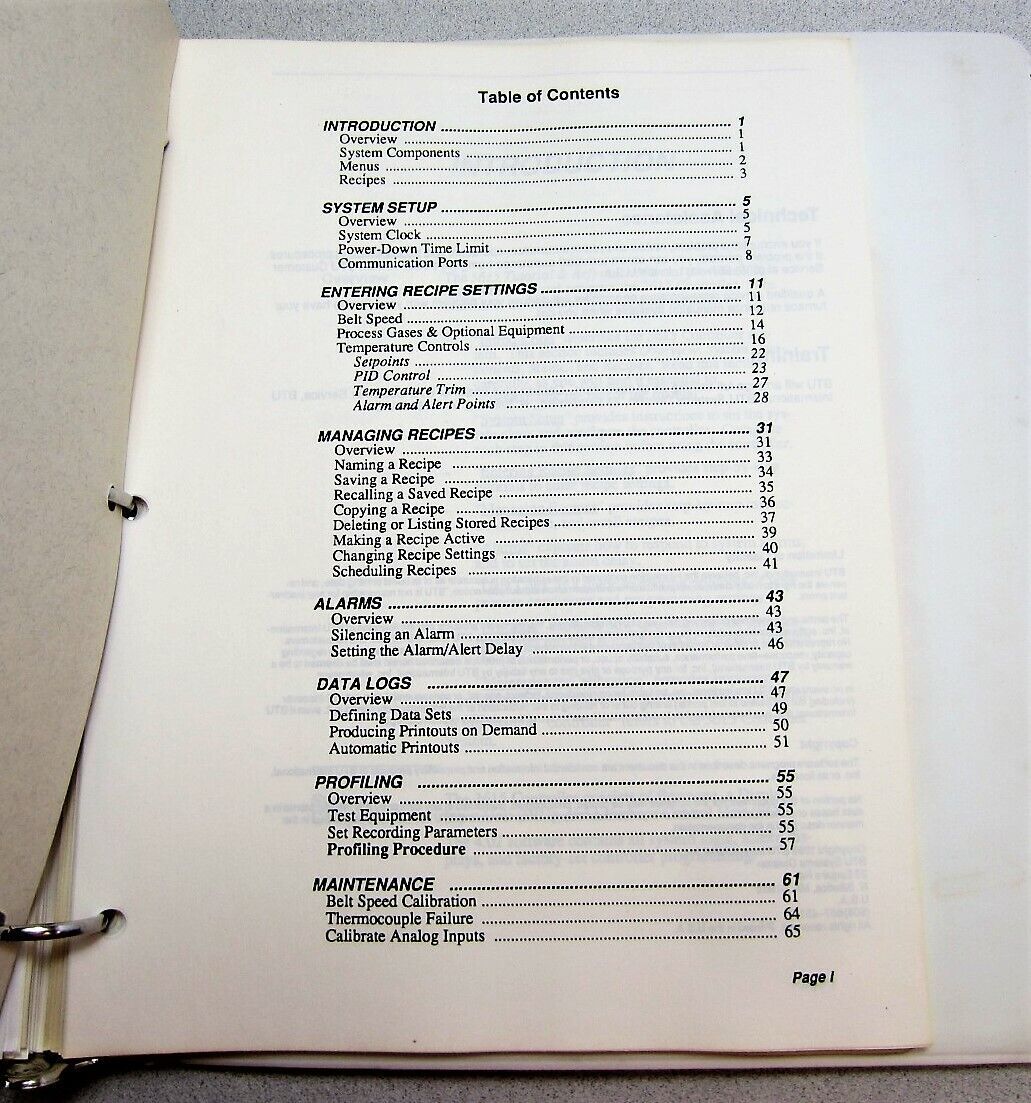 Table of Contents
INTRODUCTION ........ 1
Overview ........ 1
System Components ........ 1
Menus ........ 2
Recipes ........ 3
SYSTEM SETUP ........ 5
Overview ........ 5
System Clock ........ 5
Power-Down Time Limit ........ 7
Communication Ports ........ 8
ENTERING RECIPE SETTINGS ........ 11
Overview ........ 11
Belt Speed ........ 12
Process Gases & Optional Equipment ........ 14
Temperature Controls ........ 16
Setpoints ........ 22
PID Control ........ 23
Temperature Trim ........ 27
Alarm and Alert Points ........ 28
MANAGING RECIPES ........ 31
Overview ........ 31
Naming a Recipe ........ 33
Saving a Recipe ........ 34
Recalling a Saved Recipe ........ 35
Copying a Recipe ........ 36
Deleting or Listing Stored Recipes ........ 37
Making a Recipe Active ........ 39
Changing Recipe Settings ........ 40
Scheduling Recipes ........ 41
ALARMS ........ 43
Overview ........ 43
Silencing an Alarm ........ 43
Setting the Alarm/Alert Delay ........ 46
DATA LOGS ........ 47
Overview ........ 47
Defining Data Sets ........ 49
Producing Printouts on Demand ........ 50
Automatic Printouts ........ 51
PROFILING ........ 55
Overview ........ 55
Test Equipment ........ 55
Set Recording Parameters ........ 55
Profiling Procedure ........ 57
MAINTENANCE ........ 61
Belt Speed Calibration ........ 61
Thermocouple Failure ........ 64
Calibrate Analog Inputs ........ 65
Page I